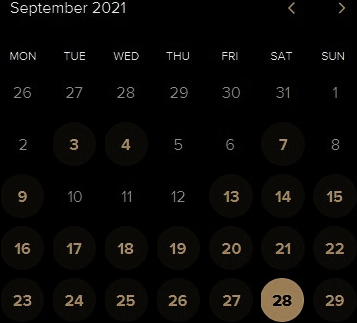 September 2021
MON TUE WED THU FRI SAT SUN
26 27 28 29 30 31 1
2 3 4 5 6 7 8
9 10 11 12 13 14 15
16 17 18 19 20 21 22
23 24 25 26 27 28 29